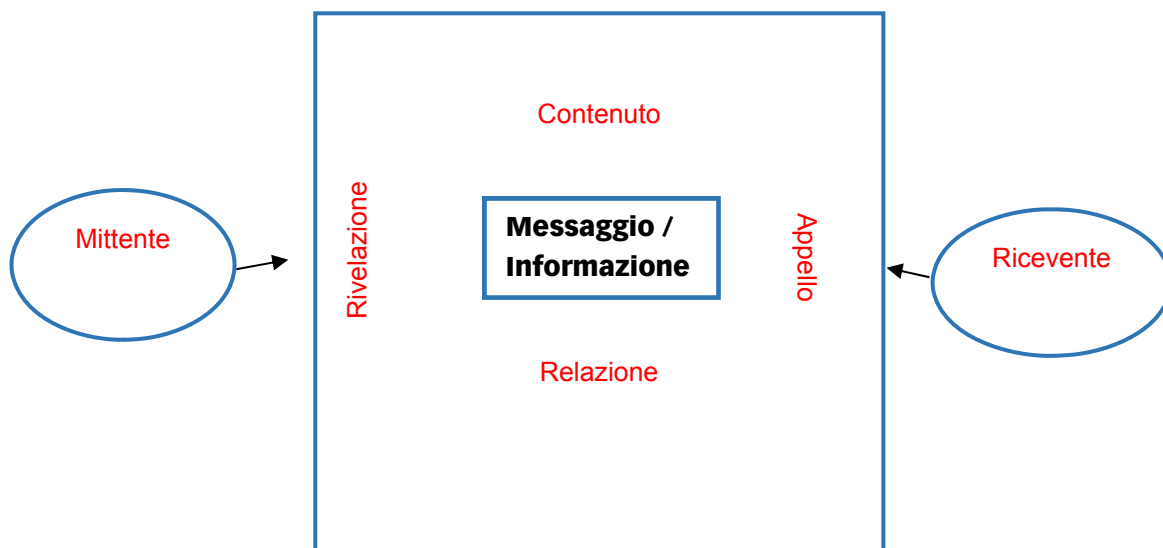 Contenuto
Mittente
Rivelazione
Messaggio /
Informazione
Appello
Ricevente
Relazione